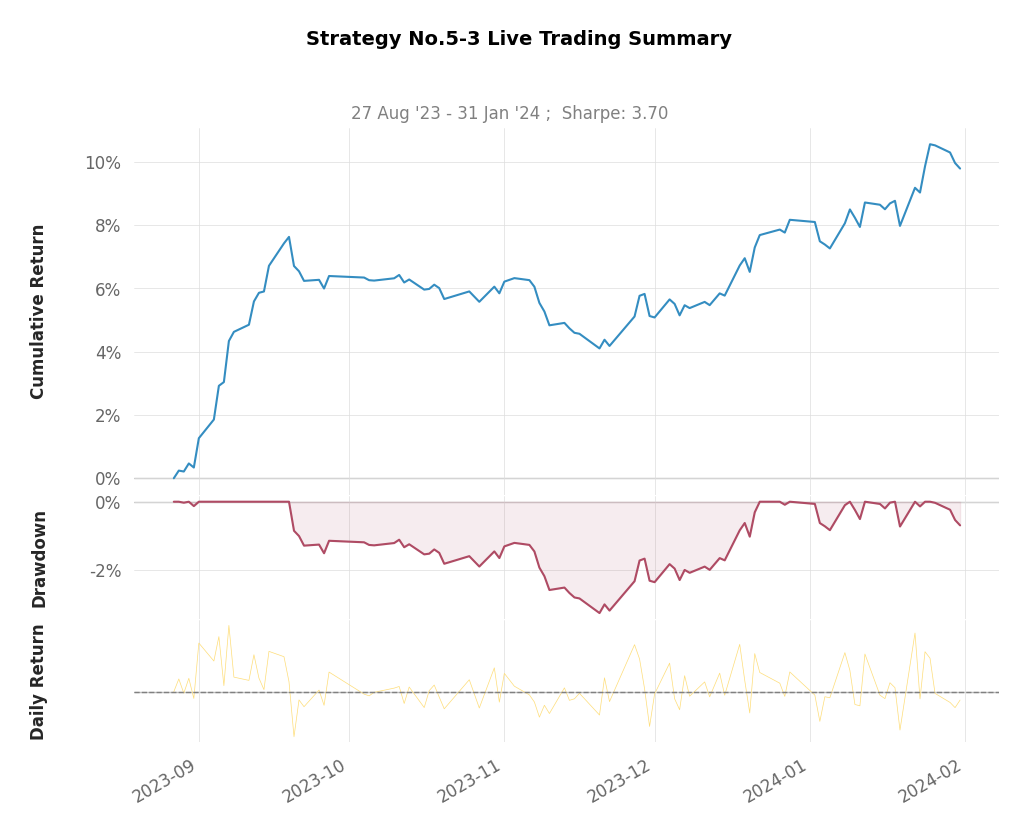 Strategy No.5-3 Live Trading Summary
27 Aug '23 - 31 Jan '24 ;  Sharpe: 3.70
Cumulative Return
10%
8%
6%
4%
2%
0%
Drawdown
0%
-2%
Daily Return
2023-09
2023-10
2023-11
2023-12
2024-01
2024-02